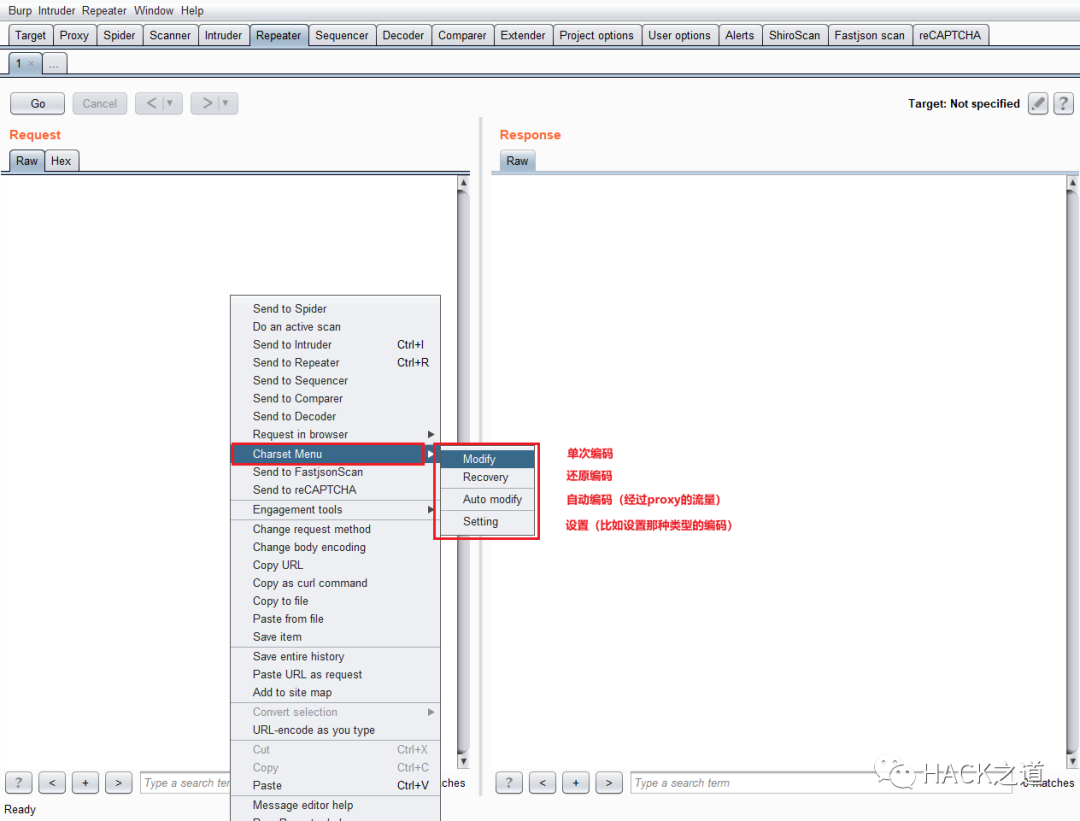 Burp Intruder Repeater Window Help
Target Proxy Spider Scanner Intruder Repeater Sequencer Decoder Comparer Extender Project options User options Alerts ShiroScan Fastjson scan reCAPTCHA
1 × ...
Go Cancel < > Target: Not specified ?
Request Response
Raw Hex Raw
Send to Spider
Do an active scan
Send to Intruder Ctrl+I
Send to Repeater Ctrl+R
Send to Sequencer
Send to Comparer
Send to Decoder
Request in browser
Charset Menu
Send to FastjsonScan
Send to reCAPTCHA
Engagement tools
Change request method
Change body encoding
Copy URL
Copy as curl command
Copy to file
Paste from file
Save item
Save entire history
Paste URL as request
Add to site map
Convert selection
URL-encode as you type
Cut Ctrl+X
Copy Ctrl+C
Paste Ctrl+V
Message editor help
Modify 单次编码
Recovery 还原编码
Auto modify 自动编码（经过proxy的流量）
Setting 设置（比如设置那种类型的编码）
? < + > Type a search ter ches ? < + > Type a search term matches
HACK之道
Ready